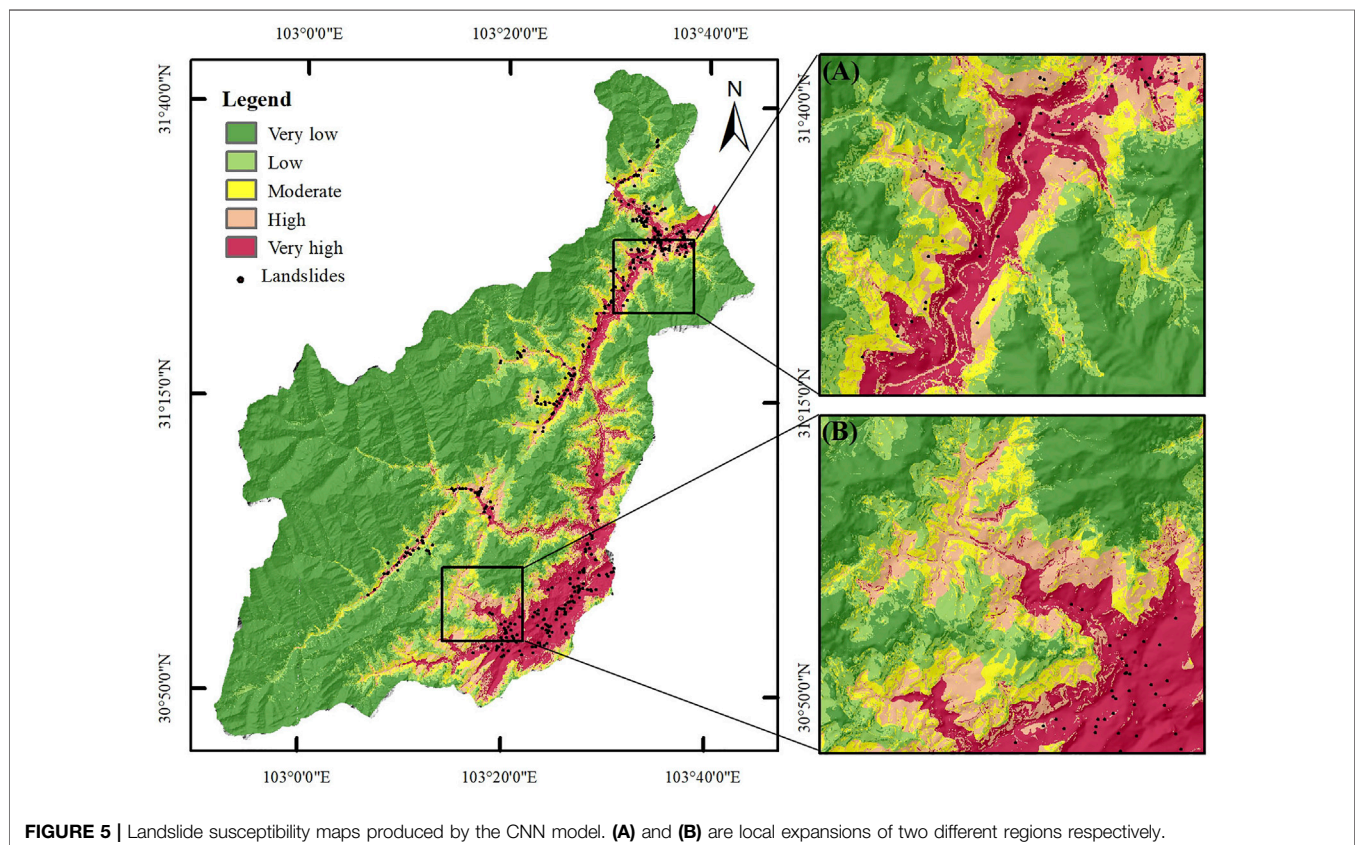 103°0'0"E 103°20'0"E 103°40'0"E
31°40'0"N
31°15'0"N
30°50'0"N
Legend
Very low
Low
Moderate
High
Very high
Landslides
N
31°40'0"N
31°15'0"N
30°50'0"N
103°0'0"E 103°20'0"E 103°40'0"E
(A)
(B)
FIGURE 5 | Landslide susceptibility maps produced by the CNN model. (A) and (B) are local expansions of two different regions respectively.